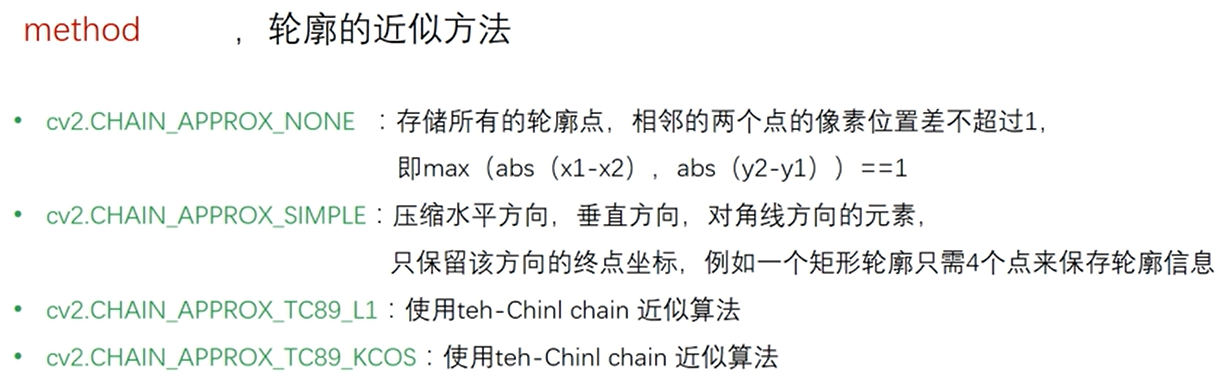 method ，轮廓的近似方法
• cv2.CHAIN_APPROX_NONE ：存储所有的轮廓点，相邻的两个点的像素位置差不超过1，
即max（abs（x1-x2），abs（y2-y1））==1
• cv2.CHAIN_APPROX_SIMPLE：压缩水平方向，垂直方向，对角线方向的元素，
只保留该方向的终点坐标，例如一个矩形轮廓只需4个点来保存轮廓信息
• cv2.CHAIN_APPROX_TC89_L1：使用teh-Chinl chain 近似算法
• cv2.CHAIN_APPROX_TC89_KCOS：使用teh-Chinl chain 近似算法